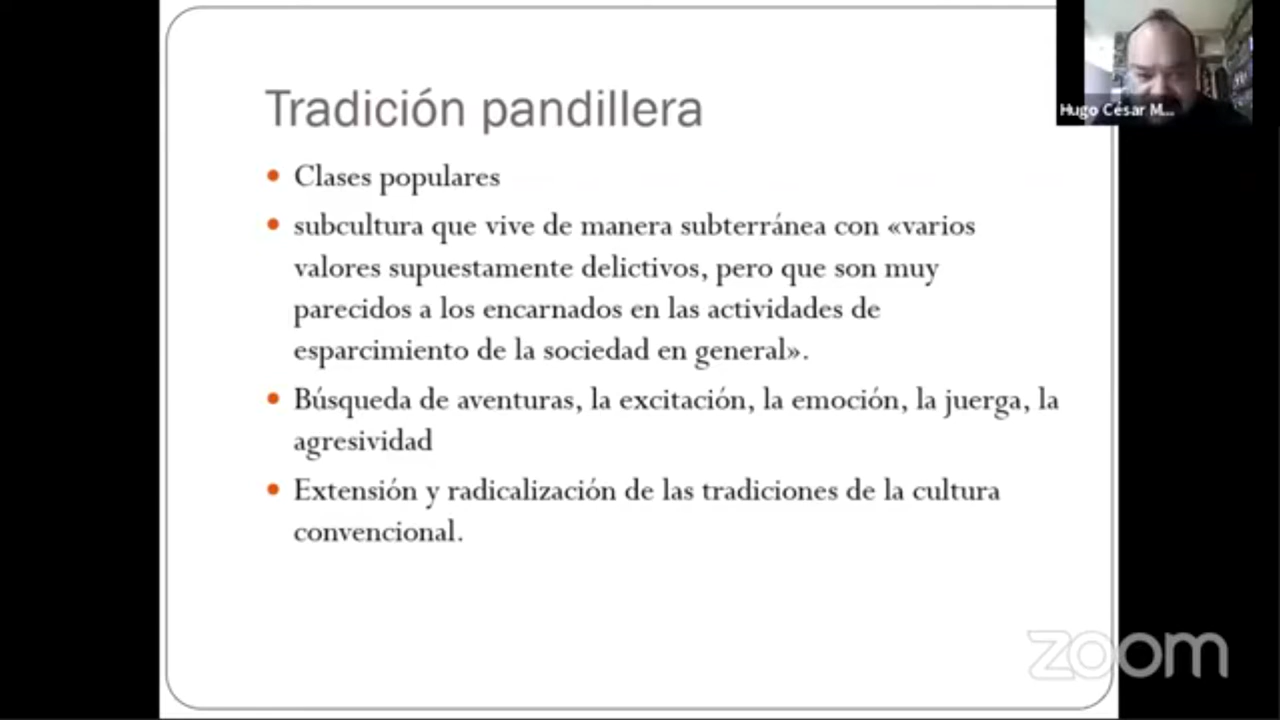 Tradición pandillera
Hugo César M...
• Clases populares
• subcultura que vive de manera subterránea con «varios
valores supuestamente delictivos, pero que son muy
parecidos a los encarnados en las actividades de
esparcimiento de la sociedad en general».
• Búsqueda de aventuras, la excitación, la emoción, la juerga, la
agresividad
• Extensión y radicalización de las tradiciones de la cultura
convencional.
zoom